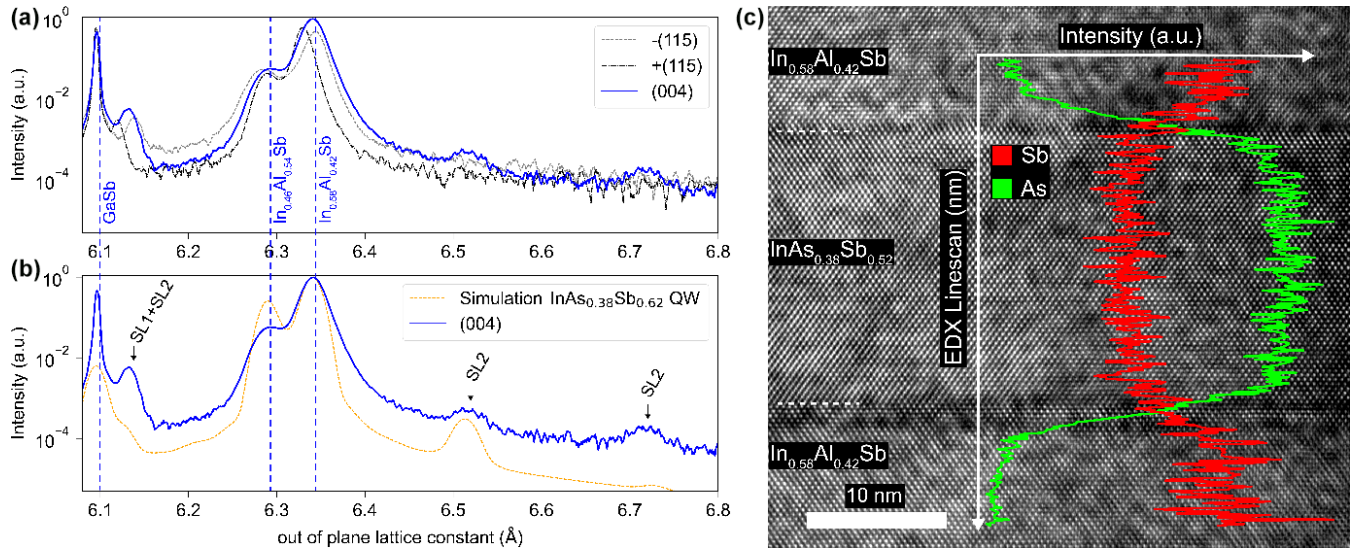 (a)
Intensity (a.u.)
10⁰
10⁻²
10⁻⁴
-(115)
+(115)
(004)
GaSb
In₀.₄₆Al₀.₅₄Sb
In₀.₅₈Al₀.₄₂Sb
6.1 6.2 6.3 6.4 6.5 6.6 6.7 6.8
(b)
Intensity (a.u.)
10⁰
10⁻²
10⁻⁴
Simulation InAs₀.₃₈Sb₀.₆₂ QW
(004)
SL1+SL2
SL2
SL2
6.1 6.2 6.3 6.4 6.5 6.6 6.7 6.8
out of plane lattice constant (Å)
(c)
Intensity (a.u.)
In₀.₅₈Al₀.₄₂Sb
Sb
As
EDX Linescan (nm)
InAs₀.₃₈Sb₀.₅₂
In₀.₅₈Al₀.₄₂Sb
10 nm